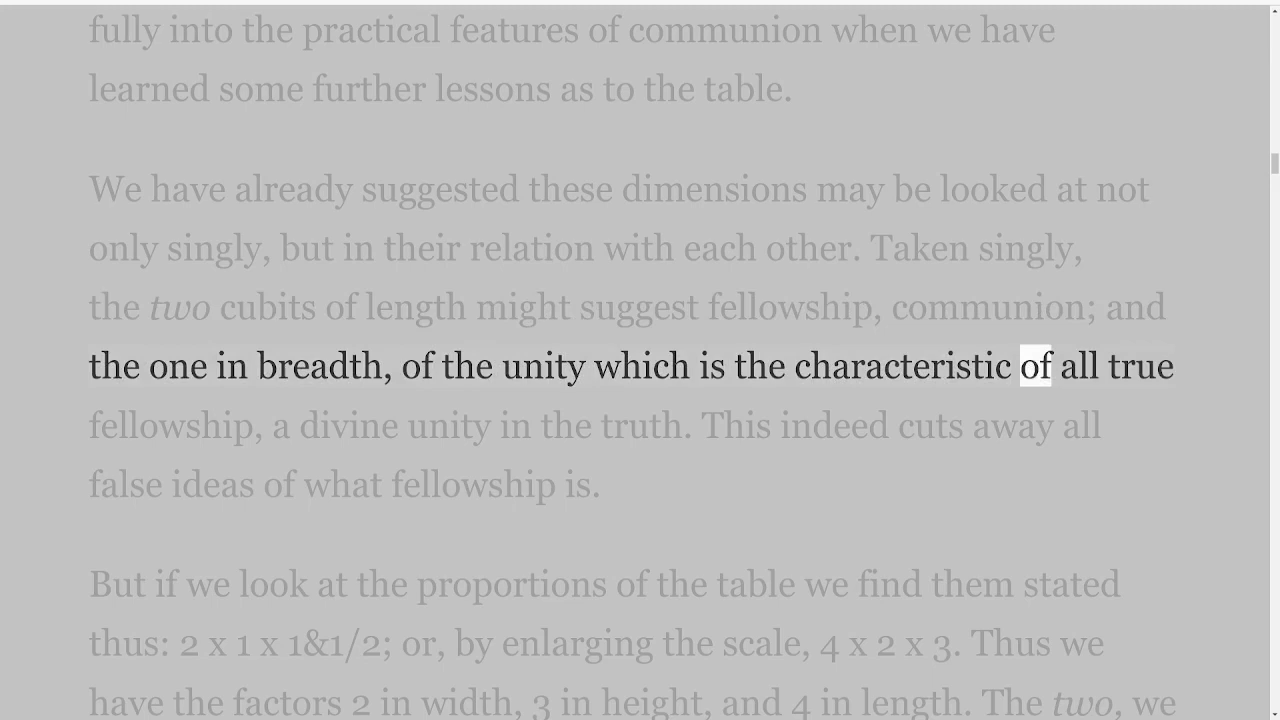 fully into the practical features of communion when we have
learned some further lessons as to the table.
We have already suggested these dimensions may be looked at not
only singly, but in their relation with each other. Taken singly,
the two cubits of length might suggest fellowship, communion; and
the one in breadth, of the unity which is the characteristic of all true
fellowship, a divine unity in the truth. This indeed cuts away all
false ideas of what fellowship is.
But if we look at the proportions of the table we find them stated
thus: 2 x 1 x 1&1/2; or, by enlarging the scale, 4 x 2 x 3. Thus we
have the factors 2 in width, 3 in height, and 4 in length. The two, we